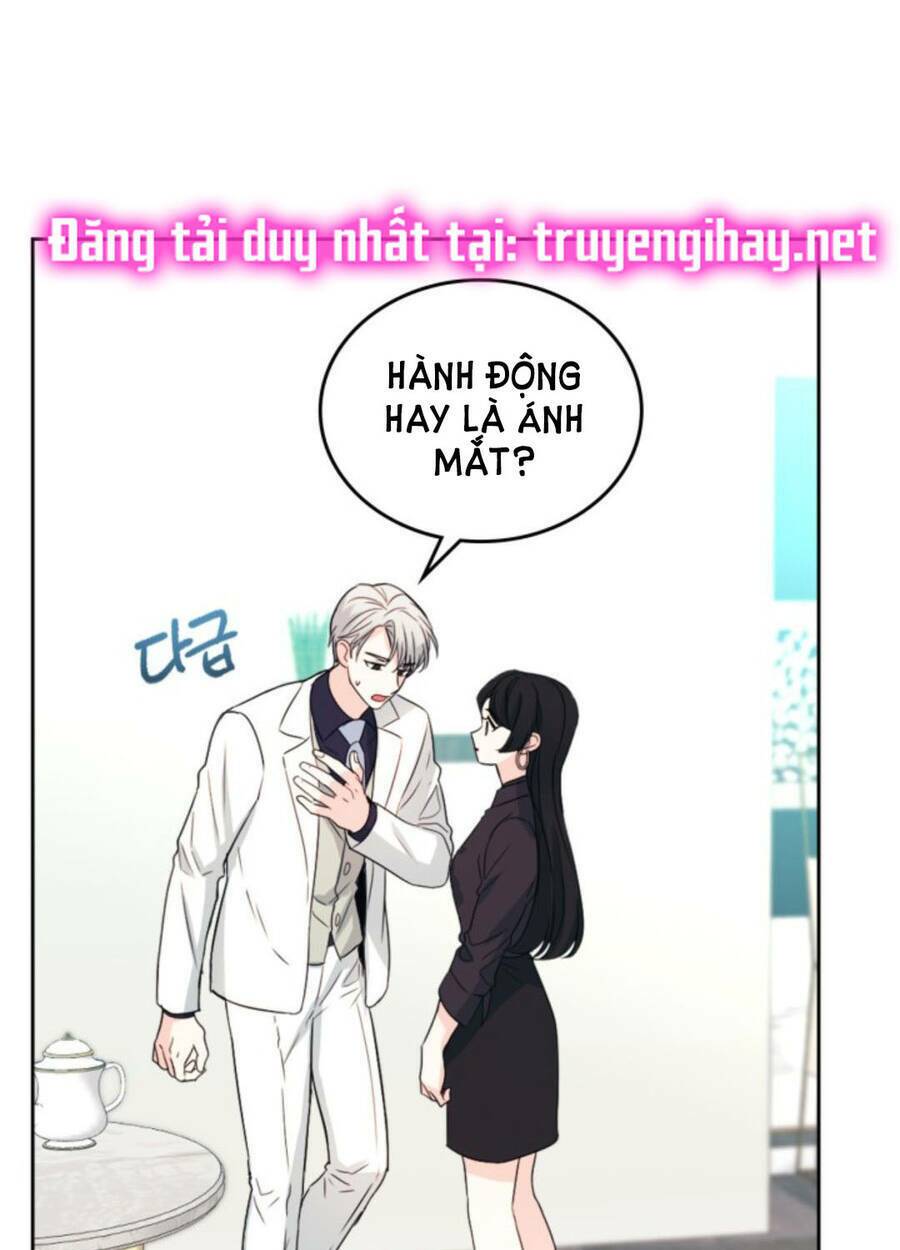 Đăng tải duy nhất tại: truyengihay.net
HÀNH ĐỘNG
HAY LÀ ÁNH
MẮT?
다급